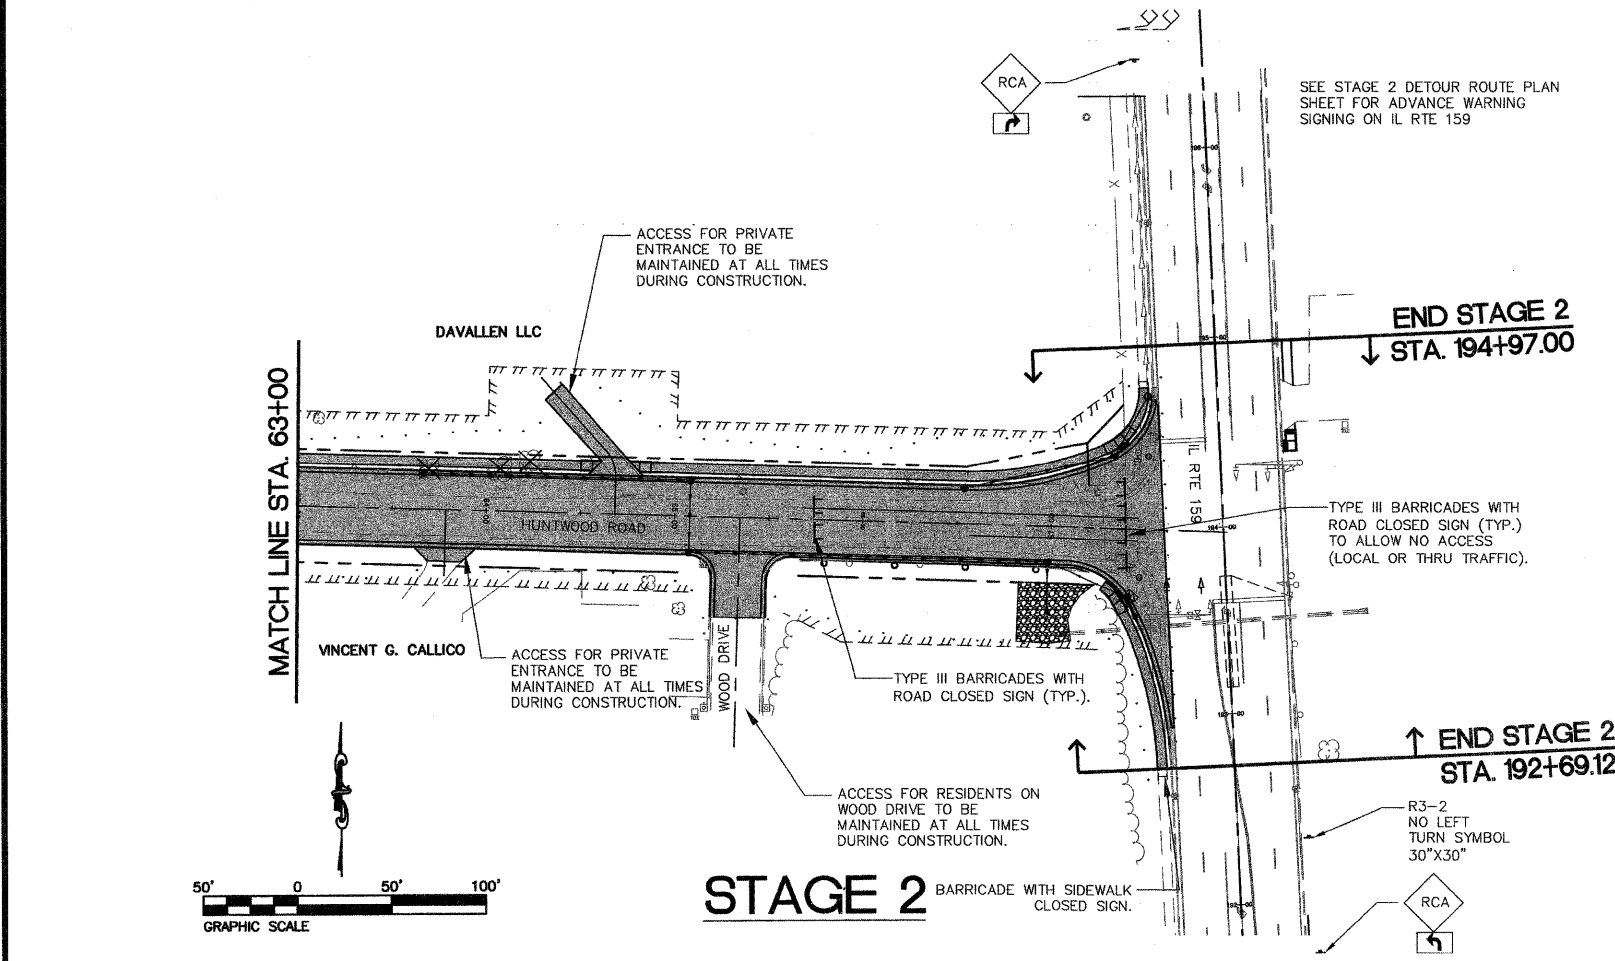 RCA
SEE STAGE 2 DETOUR ROUTE PLAN
SHEET FOR ADVANCE WARNING
SIGNING ON IL RTE 159
ACCESS FOR PRIVATE
ENTRANCE TO BE
MAINTAINED AT ALL TIMES
DURING CONSTRUCTION.
DAVALLEN LLC
END STAGE 2
STA. 194+97.00
MATCH LINE STA. 63+00
IL RTE 159
HUNTWOOD ROAD
TYPE III BARRICADES WITH
ROAD CLOSED SIGN (TYP.)
TO ALLOW NO ACCESS
(LOCAL OR THRU TRAFFIC).
VINCENT G. CALLICO
ACCESS FOR PRIVATE
ENTRANCE TO BE
MAINTAINED AT ALL TIMES
DURING CONSTRUCTION.
WOOD DRIVE
TYPE III BARRICADES WITH
ROAD CLOSED SIGN (TYP.).
END STAGE 2
STA. 192+69.12
ACCESS FOR RESIDENTS ON
WOOD DRIVE TO BE
MAINTAINED AT ALL TIMES
DURING CONSTRUCTION.
R3-2
NO LEFT
TURN SYMBOL
30"X30"
50' 0 50' 100'
GRAPHIC SCALE
STAGE 2
BARRICADE WITH SIDEWALK
CLOSED SIGN.
RCA